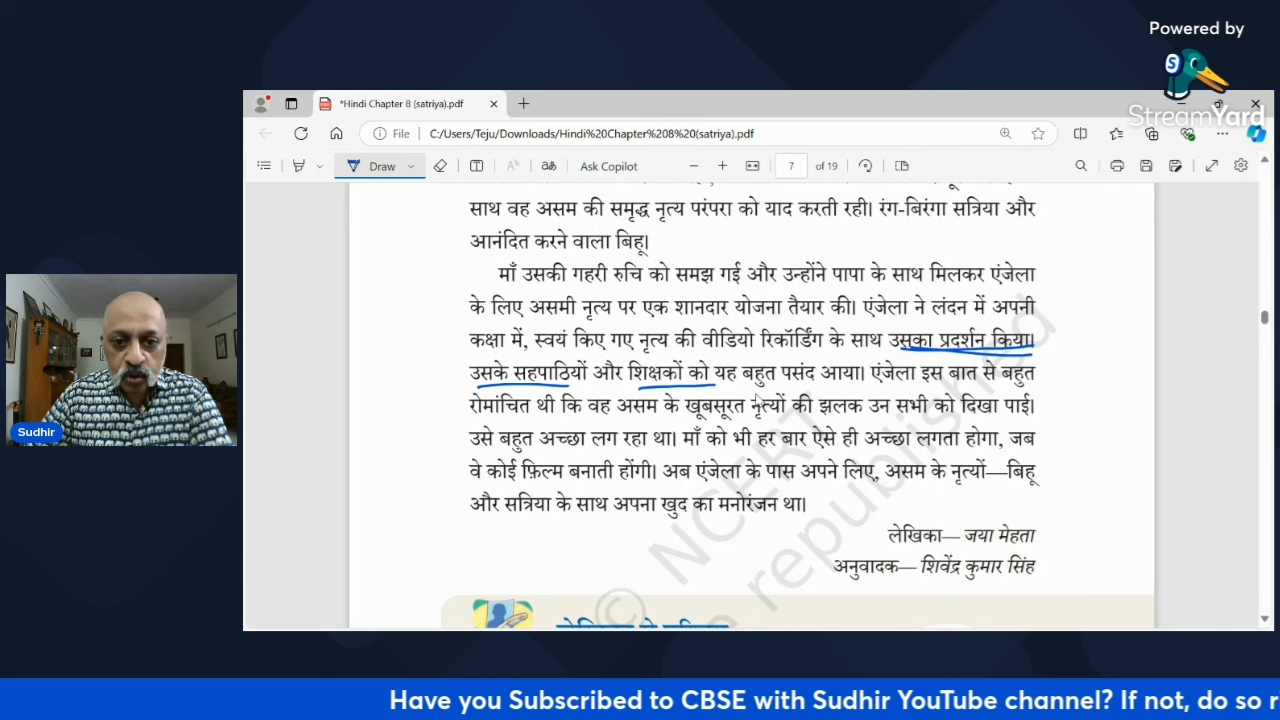 Powered by
StreamYard
*Hindi Chapter 8 (satriya).pdf
File
C:/Users/Teju/Downloads/Hindi%20Chapter%208%20(satriya).pdf
Draw
Ask Copilot
7
of 19
साथ वह असम की समृद्ध नृत्य परंपरा को याद करती रही। रंग-बिरंगा सत्रिया और
आनंदित करने वाला बिहू।
माँ उसकी गहरी रुचि को समझ गई और उन्होंने पापा के साथ मिलकर एंजेला
के लिए असमी नृत्य पर एक शानदार योजना तैयार की। एंजेला ने लंदन में अपनी
कक्षा में, स्वयं किए गए नृत्य की वीडियो रिकॉर्डिंग के साथ उसका प्रदर्शन किया।
उसके सहपाठियों और शिक्षकों को यह बहुत पसंद आया। एंजेला इस बात से बहुत
रोमांचित थी कि वह असम के खूबसूरत नृत्यों की झलक उन सभी को दिखा पाई।
उसे बहुत अच्छा लग रहा था। माँ को भी हर बार ऐसे ही अच्छा लगता होगा, जब
वे कोई फ़िल्म बनाती होंगी। अब एंजेला के पास अपने लिए, असम के नृत्यों—बिहू
और सत्रिया के साथ अपना खुद का मनोरंजन था।
लेखिका— जया मेहता
अनुवादक— शिवेंद्र कुमार सिंह
© NCERT
be republished
Sudhir
Have you Subscribed to CBSE with Sudhir YouTube channel? If not, do so